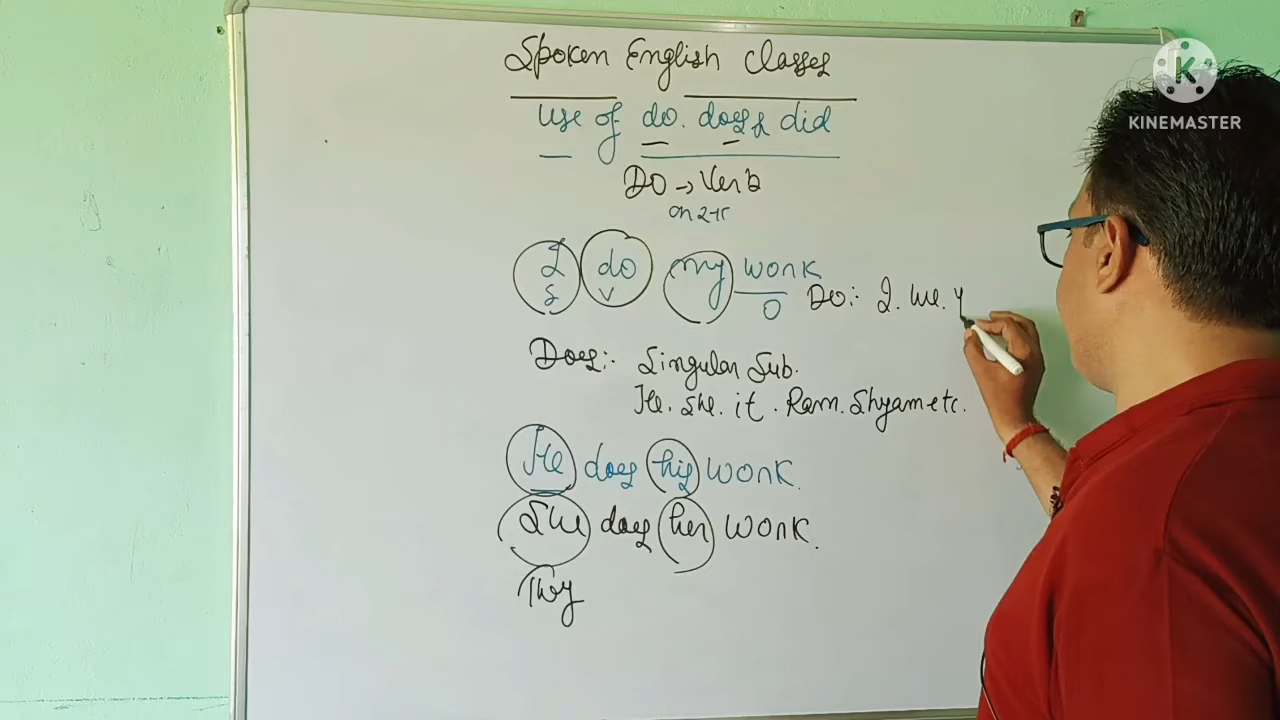 Spoken English Classes
use of do. does & did
DO → Verb
I do my work
S V O
DO:- I. We. Y
Does:- Singular Sub.
He. She. it. Ram. Shyam etc.
He does his work.
She does her work.
They
KINEMASTER